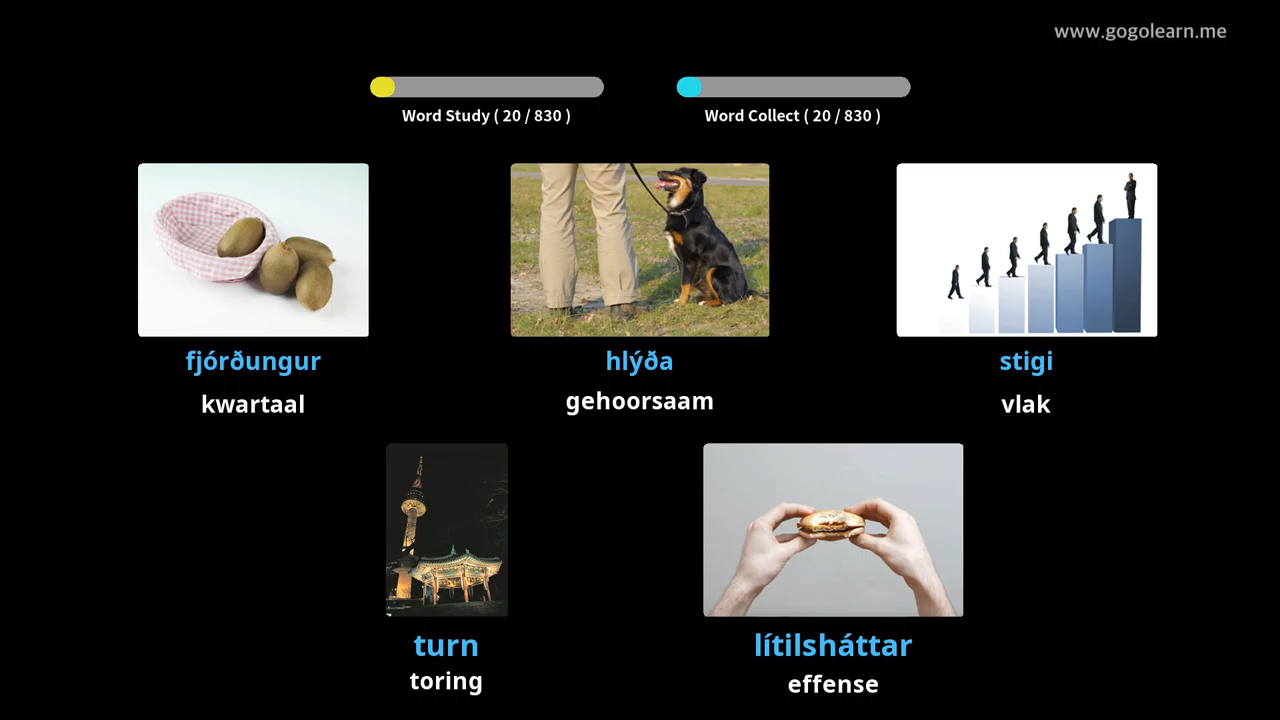 www.gogolearn.me
Word Study ( 20 / 830 )
Word Collect ( 20 / 830 )
fjórðungur
kwartaal
hlýða
gehoorsaam
stigi
vlak
turn
toring
lítilsháttar
effense